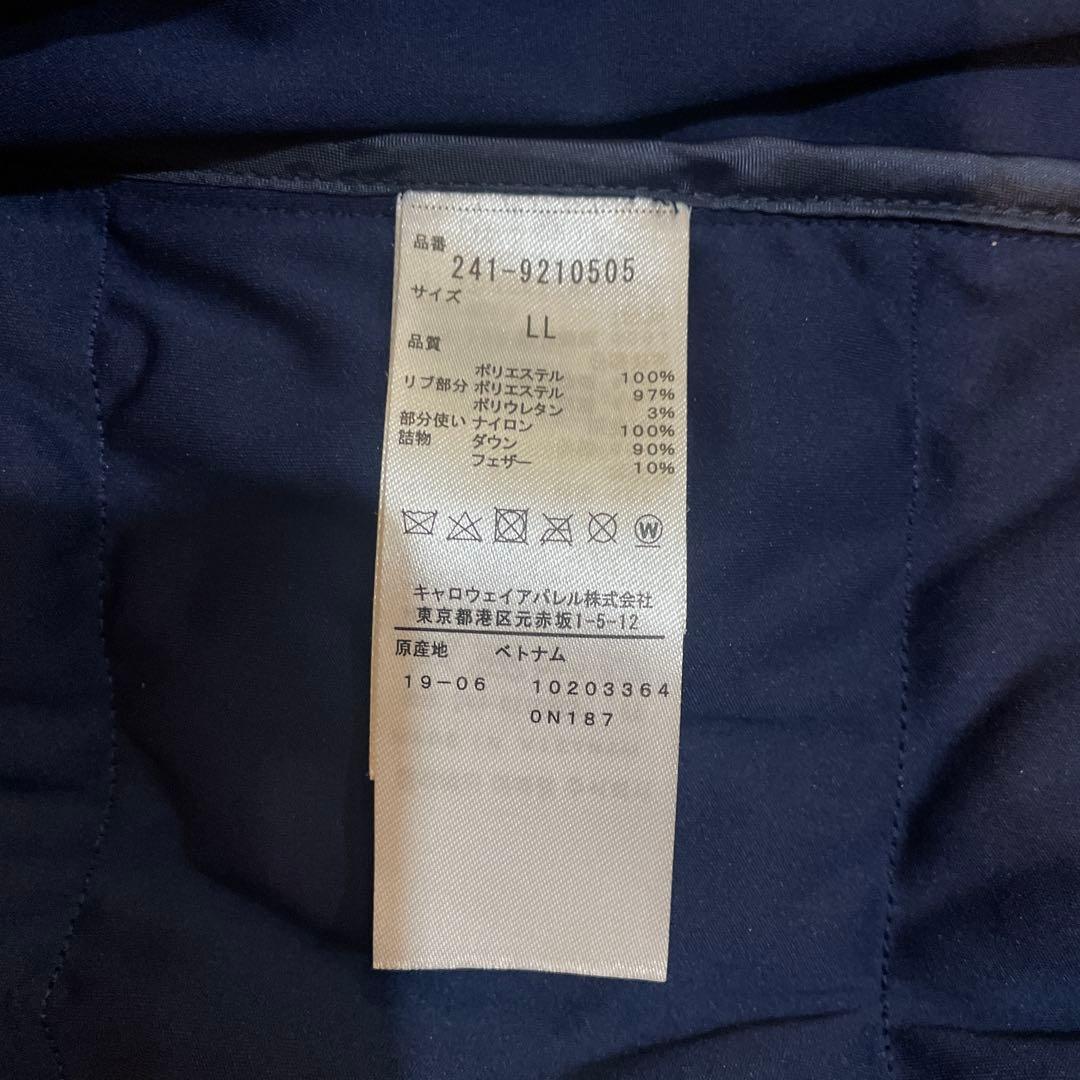 品番
241-9210505
サイズ
LL
品質
ポリエステル 100%
リブ部分 ポリエステル 97%
ポリウレタン 3%
部分使い ナイロン 100%
詰物 ダウン 90%
フェザー 10%
W
キャロウェイアパレル株式会社
東京都港区元赤坂1-5-12
原産地 ベトナム
19-06 10203364
0N187